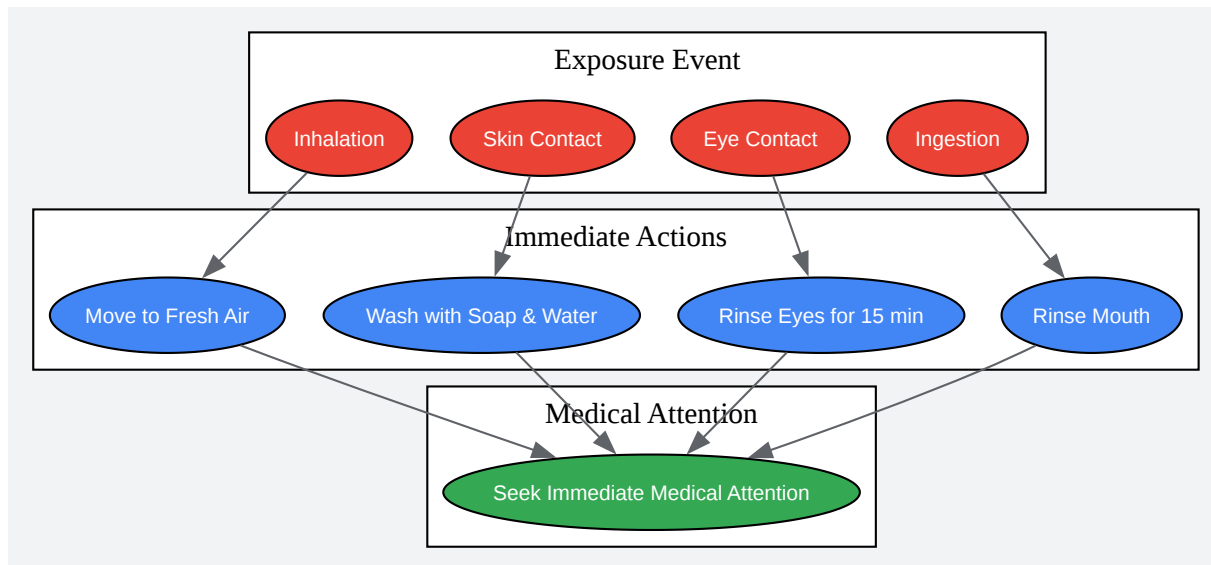 Exposure Event
Inhalation
Skin Contact
Eye Contact
Ingestion
Immediate Actions
Move to Fresh Air
Wash with Soap & Water
Rinse Eyes for 15 min
Rinse Mouth
Medical Attention
Seek Immediate Medical Attention